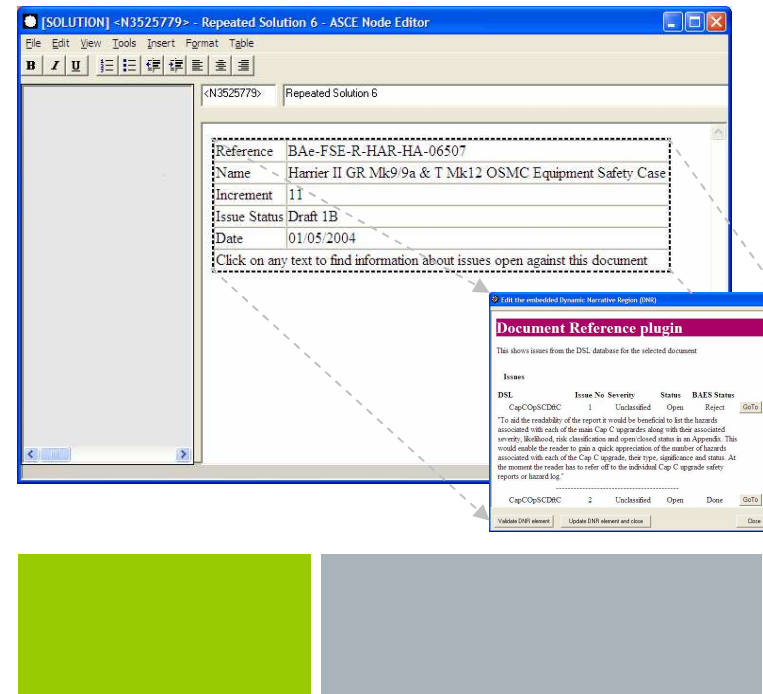 [SOLUTION] <N3525779> - Repeated Solution 6 - ASCE Node Editor
File Edit View Tools Insert Format Table
B I U
<N3525779> Repeated Solution 6
Reference BAe-FSE-R-HAR-HA-06507
Name Harrier II GR Mk9/9a & T Mk12 OSMC Equipment Safety Case
Increment 11
Issue Status Draft 1B
Date 01/05/2004
Click on any text to find information about issues open against this document
Edit the embedded Dynamic Narrative Region (DNR)
Document Reference plugin
This shows issues from the DSL database for the selected document
Issues
DSL Issue No Severity Status BAES Status
CapCOpSCDftC 1 Unclassified Open Reject GoTo
"To aid the readability of the report it would be beneficial to list the hazards
associated with each of the main Cap C upgrardes along with their associated
severity, likelihood, risk classification and open/closed status in an Appendix. This
would enable the reader to gain a quick appreciation of the number of hazards
associated with each of the Cap C upgrade, their type, significance and status. At
the moment the reader has to refer off to the individual Cap C upgrade safety
reports or hazard log."
------------------------------------------------
CapCOpSCDftC 2 Unclassified Open Done GoTo
Validate DNR element Update DNR element and close Close